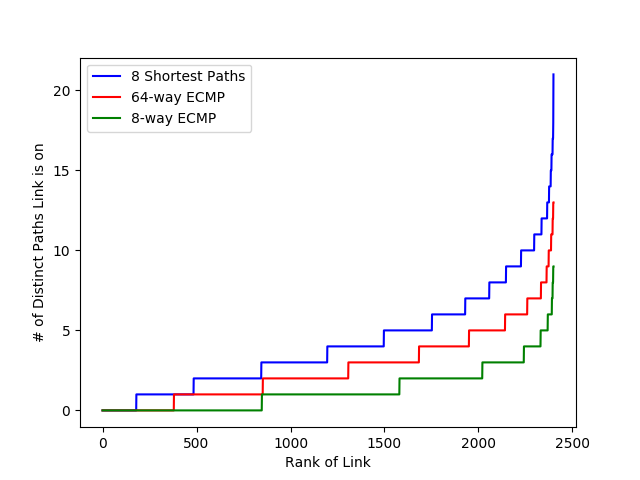 8 Shortest Paths
64-way ECMP
8-way ECMP
# of Distinct Paths Link is on
20
15
10
5
0
0 500 1000 1500 2000 2500
Rank of Link